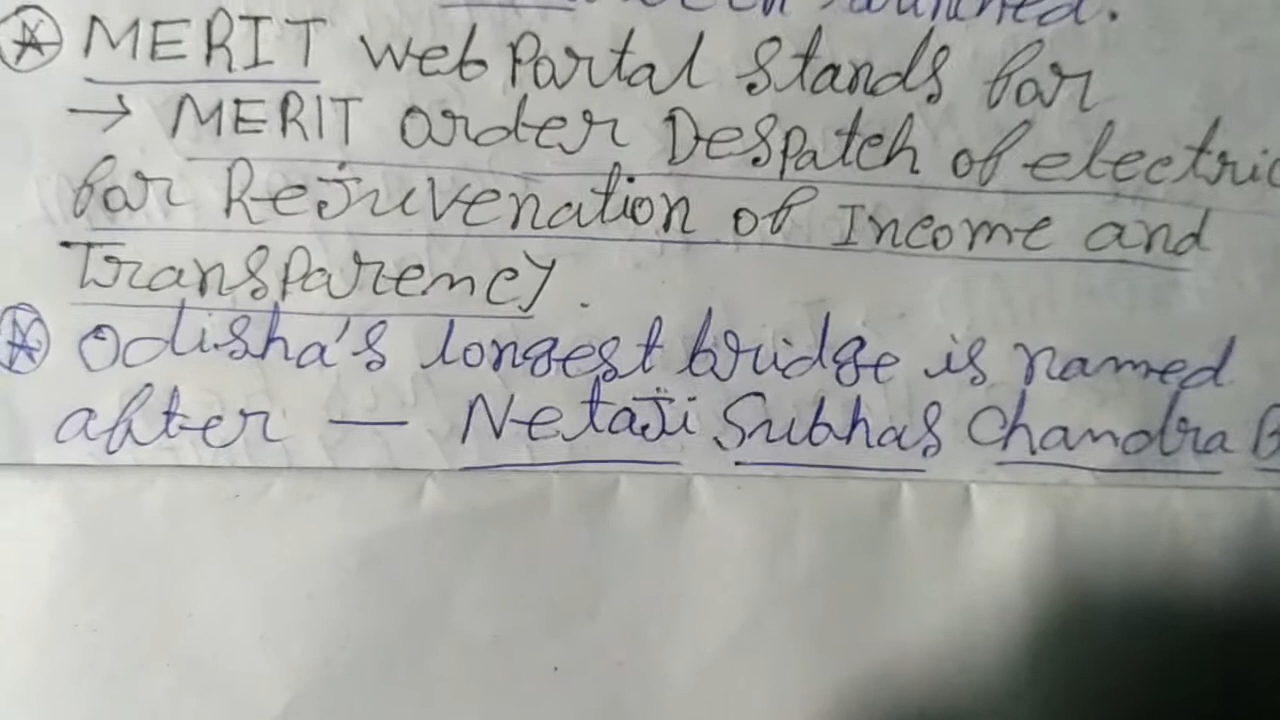 launched.
MERIT web Portal Stands for
→ MERIT order Despatch of electric
for Rejuvenation of Income and
Transparency.
Odisha's longest bridge is named
after — Netaji Subhas Chandra B